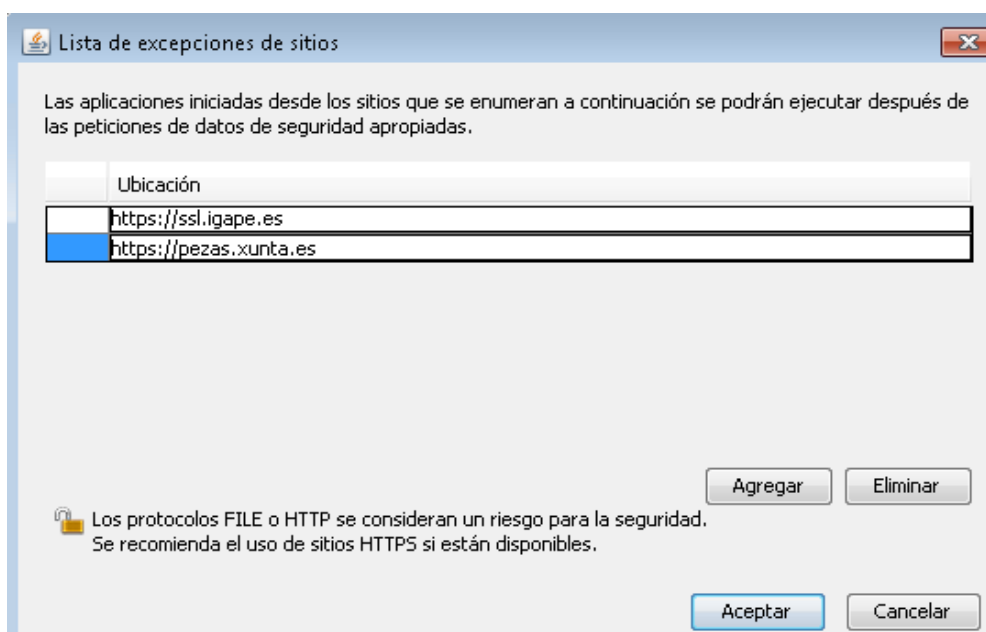 Lista de excepciones de sitios
Las aplicaciones iniciadas desde los sitios que se enumeran a continuación se podrán ejecutar después de
las peticiones de datos de seguridad apropiadas.
Ubicación
https://ssl.igape.es
https://pezas.xunta.es
Agregar
Eliminar
Los protocolos FILE o HTTP se consideran un riesgo para la seguridad.
Se recomienda el uso de sitios HTTPS si están disponibles.
Aceptar
Cancelar